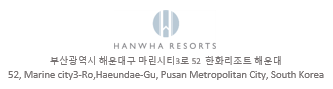 HANWHA RESORTS
부산광역시 해운대구 마린시티3로 52 한화리조트 해운대
52, Marine city3-Ro,Haeundae-Gu, Pusan Metropolitan City, South Korea